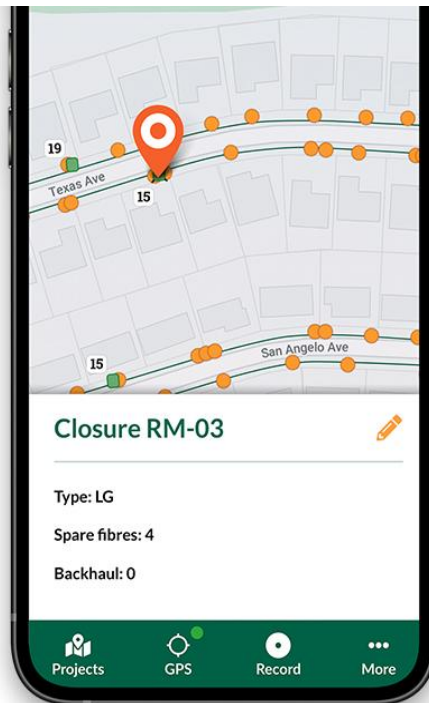 19
Texas Ave
15
San Angelo Ave
15
Closure RM-03
Type: LG
Spare fibres: 4
Backhaul: 0
Projects
GPS
Record
More